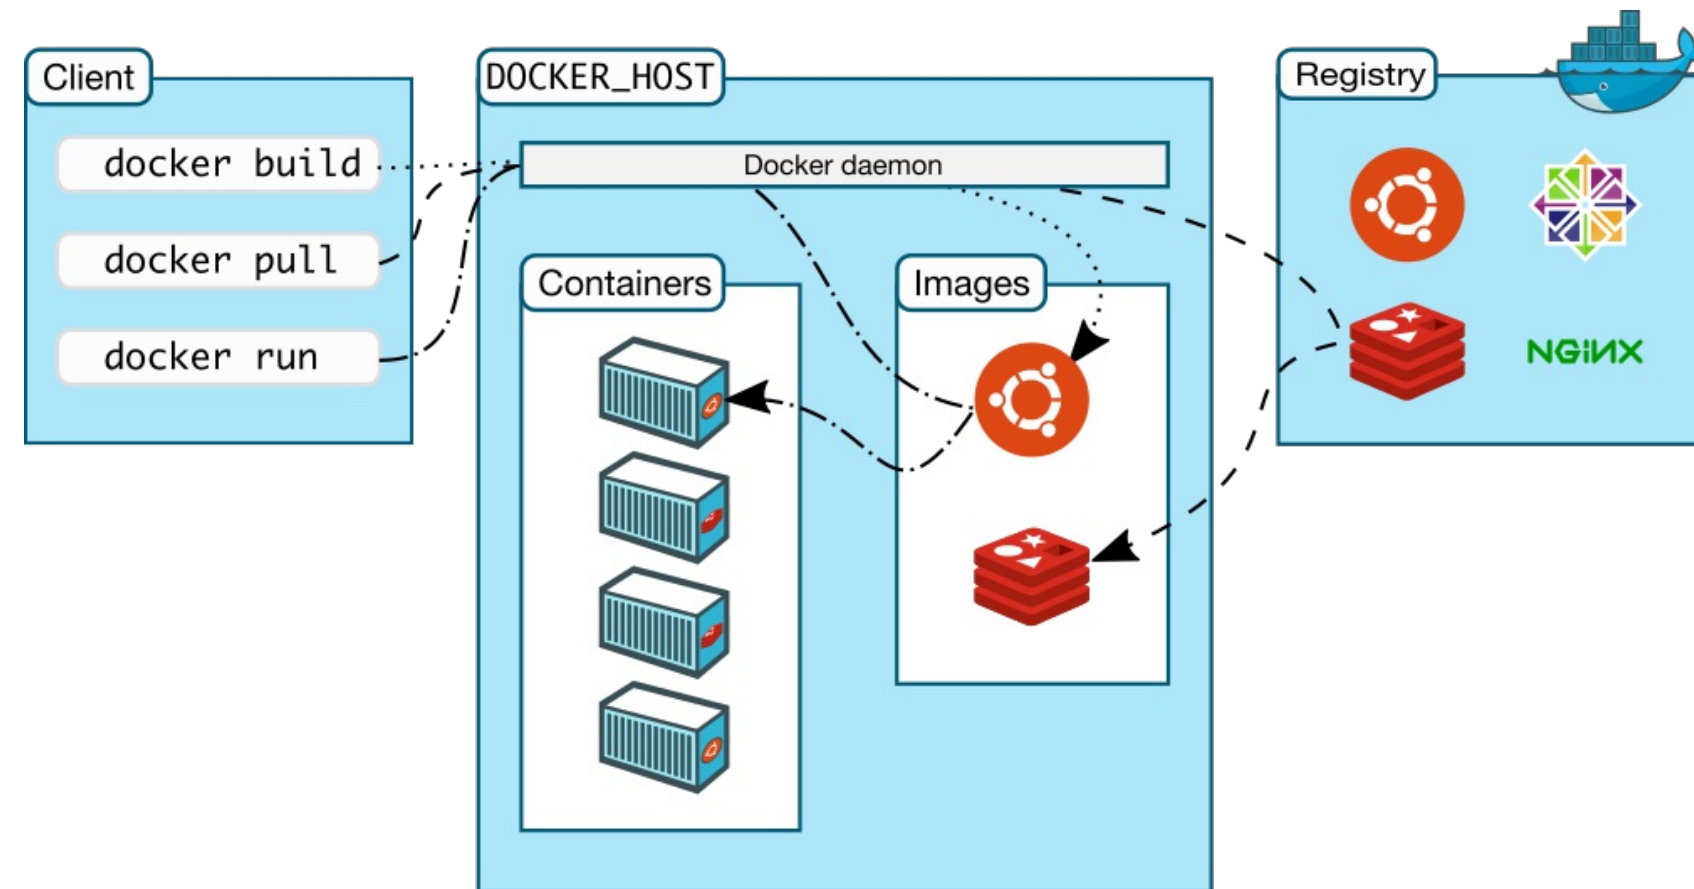 Client
docker build
docker pull
docker run
DOCKER_HOST
Docker daemon
Containers
Images
Registry
NGiNX